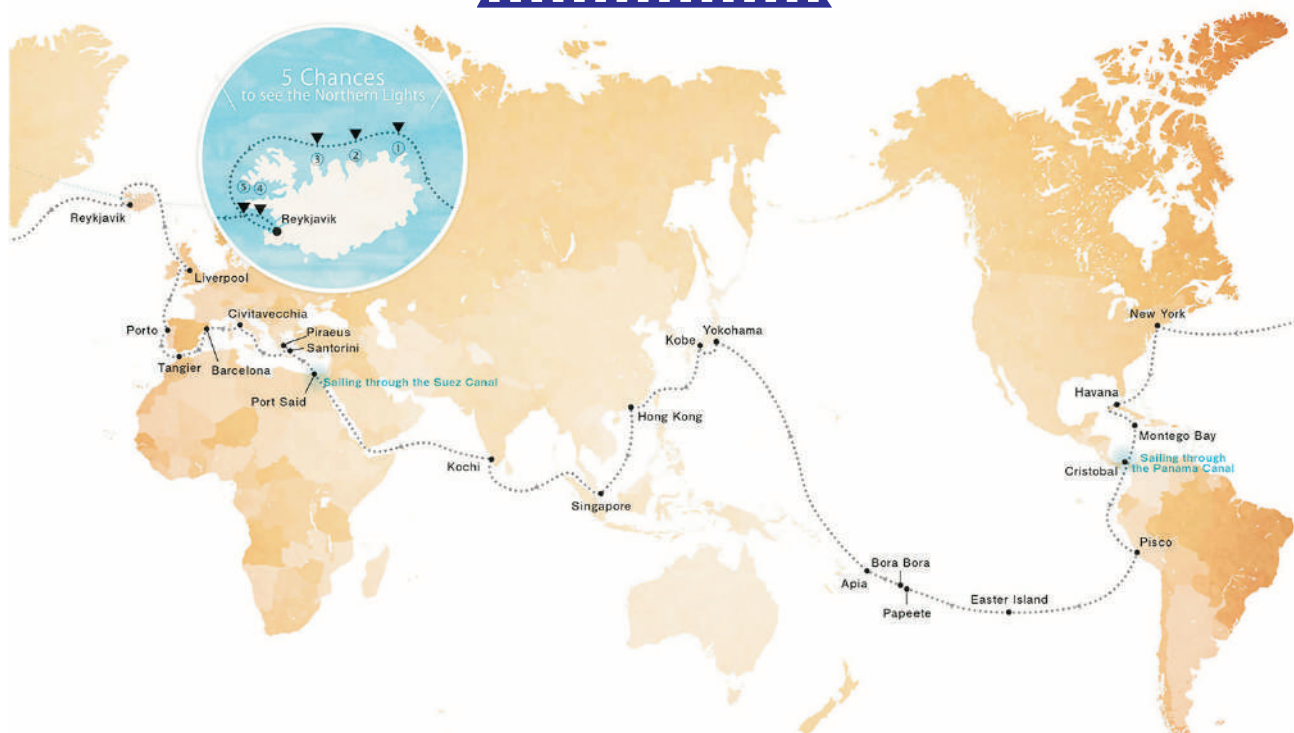 5 Chances
to see the Northern Lights
③
②
①
⑤
④
Reykjavik
Reykjavik
Liverpool
Civitavecchia
Porto
Piraeus
Santorini
Tangier
Barcelona
Sailing through the Suez Canal
Port Said
Kobe
Yokohama
Hong Kong
Kochi
Singapore
New York
Havana
Montego Bay
Sailing through
the Panama Canal
Cristobal
Pisco
Bora Bora
Apia
Papeete
Easter Island